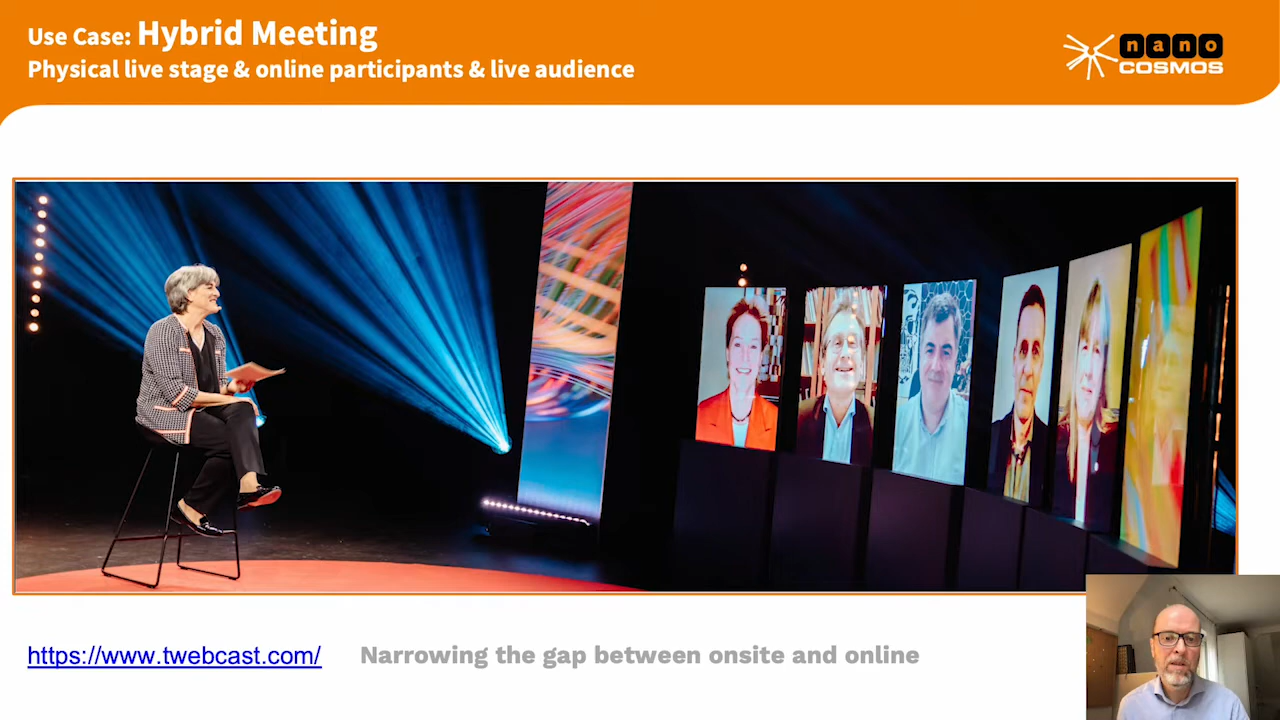 Use Case: Hybrid Meeting
Physical live stage & online participants & live audience
nano
COSMOS
https://www.twebcast.com/
Narrowing the gap between onsite and online